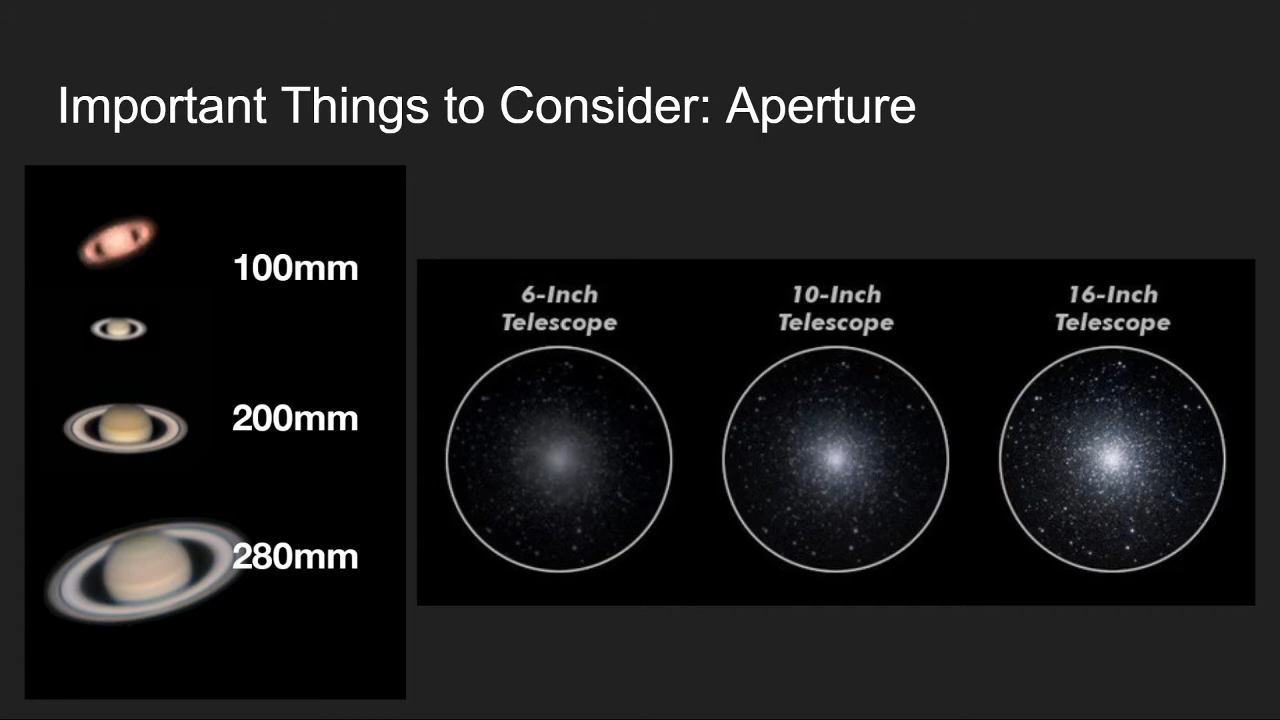 Important Things to Consider: Aperture
100mm
200mm
280mm
6-Inch
Telescope
10-Inch
Telescope
16-Inch
Telescope